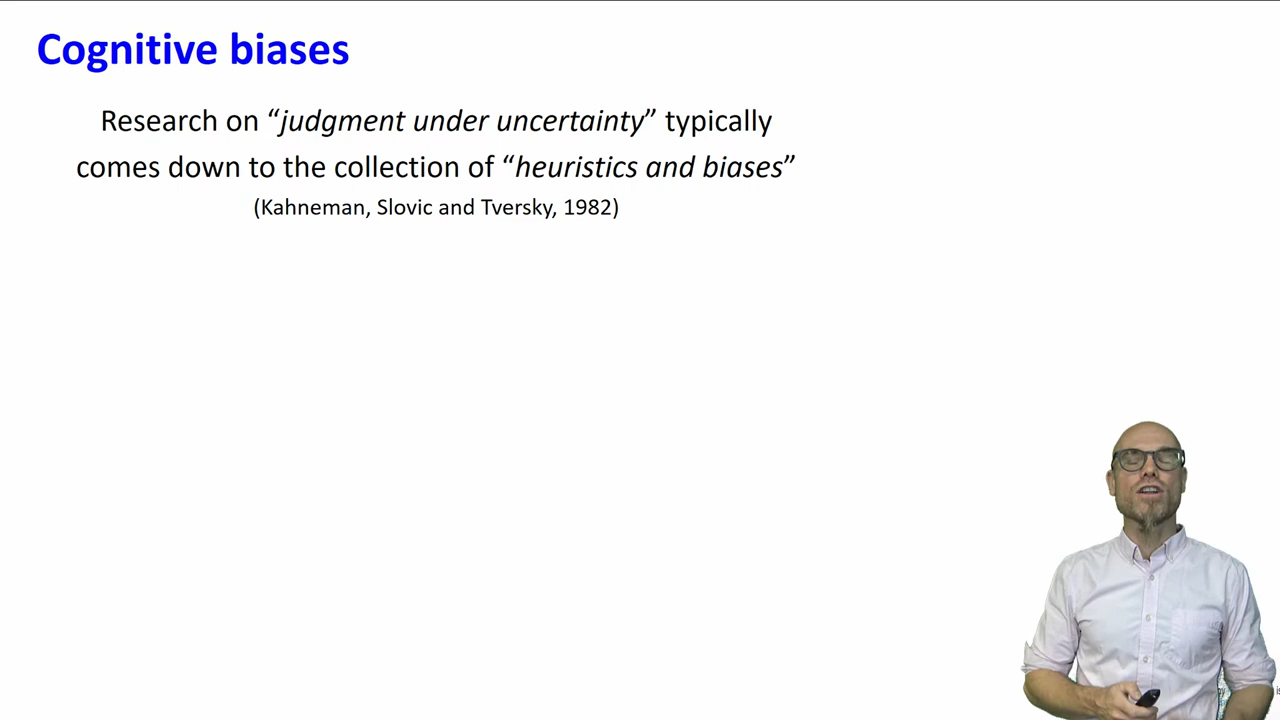 Cognitive biases
Research on “judgment under uncertainty” typically
comes down to the collection of “heuristics and biases”
(Kahneman, Slovic and Tversky, 1982)